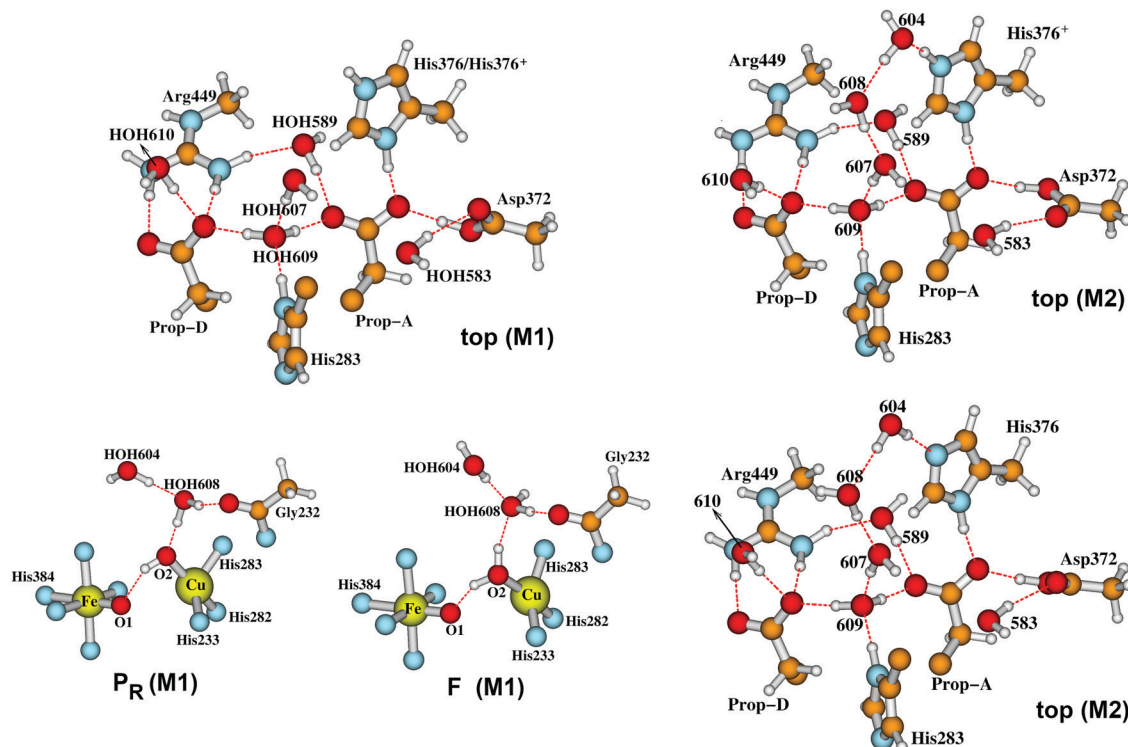 Arg449
His376/His376+
HOH610
HOH589
HOH607
Asp372
HOH609
HOH583
Prop–D
Prop–A
His283
top (M1)
604
His376+
Arg449
608
589
607
610
Asp372
609
583
Prop–D
Prop–A
His283
top (M2)
HOH604
HOH608
Gly232
His283
O2
His384
Fe
Cu
O1
His282
His233
PR (M1)
Gly232
HOH604
HOH608
His283
His384
O2
Fe
Cu
O1
His282
His233
F (M1)
604
His376
Arg449
608
610
589
607
Asp372
609
583
Prop–D
Prop–A
His283
top (M2)